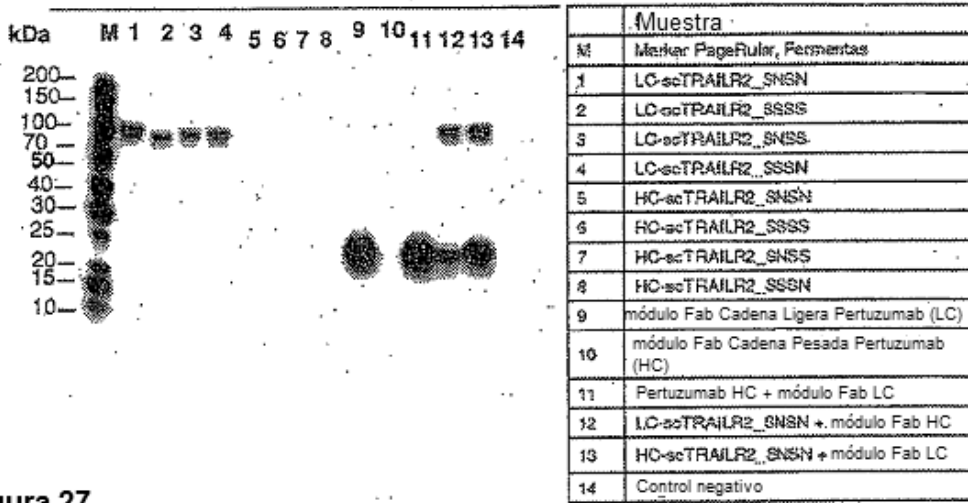 kDa M 1 2 3 4 5 6 7 8 9 10 11 12 13 14
200
150
100
70
50
40
30
25
20
15
10
Muestra
M Marker PageRuler, Fermentas
1 LC-scTRAILR2_SNSN
2 LC-scTRAILR2_SSSS
3 LC-scTRAILR2_SNSS
4 LC-scTRAILR2_SSSN
5 HC-scTRAILR2_SNSN
6 HC-scTRAILR2_SSSS
7 HC-scTRAILR2_SNSS
8 HC-scTRAILR2_SSSN
9 módulo Fab Cadena Ligera Pertuzumab (LC)
10 módulo Fab Cadena Pesada Pertuzumab
(HC)
11 Pertuzumab HC + módulo Fab LC
12 LC-scTRAILR2_SNSN + módulo Fab HC
13 HC-scTRAILR2_SNSN + módulo Fab LC
14 Control negativo
ura 27